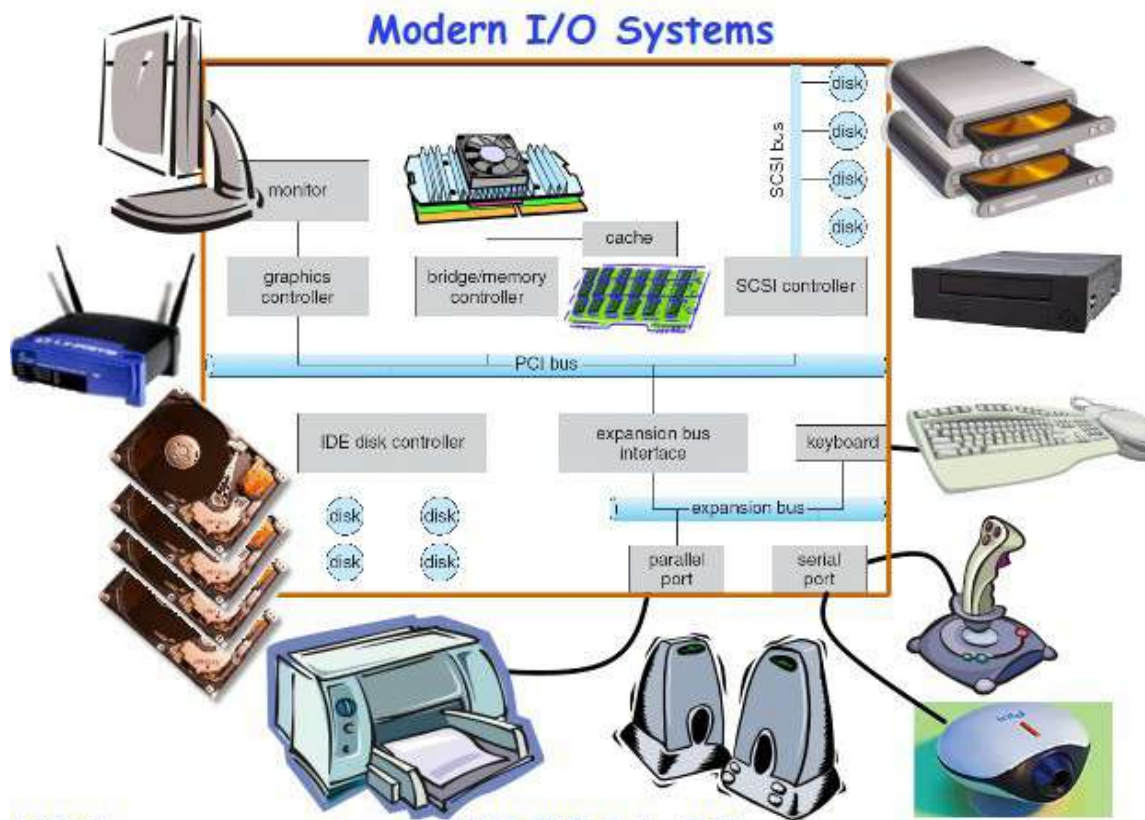 Modern I/O Systems
disk
disk
disk
disk
SCSI bus
monitor
cache
graphics
controller
bridge/memory
controller
SCSI controller
PCI bus
IDE disk controller
expansion bus
interface
keyboard
disk
disk
expansion bus
disk
disk
parallel
port
serial
port